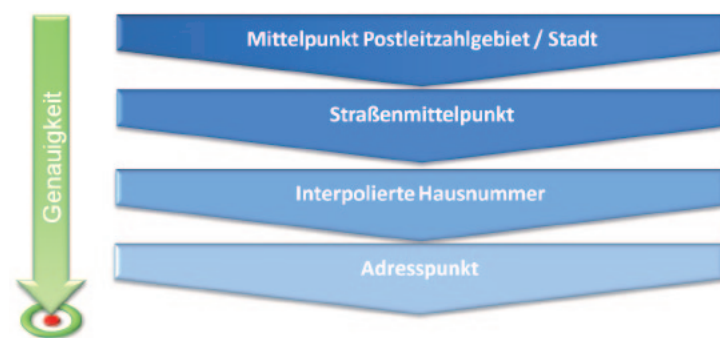 Genauigkeit
Mittelpunkt Postleitzahlgebiet / Stadt
Straßenmittelpunkt
Interpolierte Hausnummer
Adresspunkt